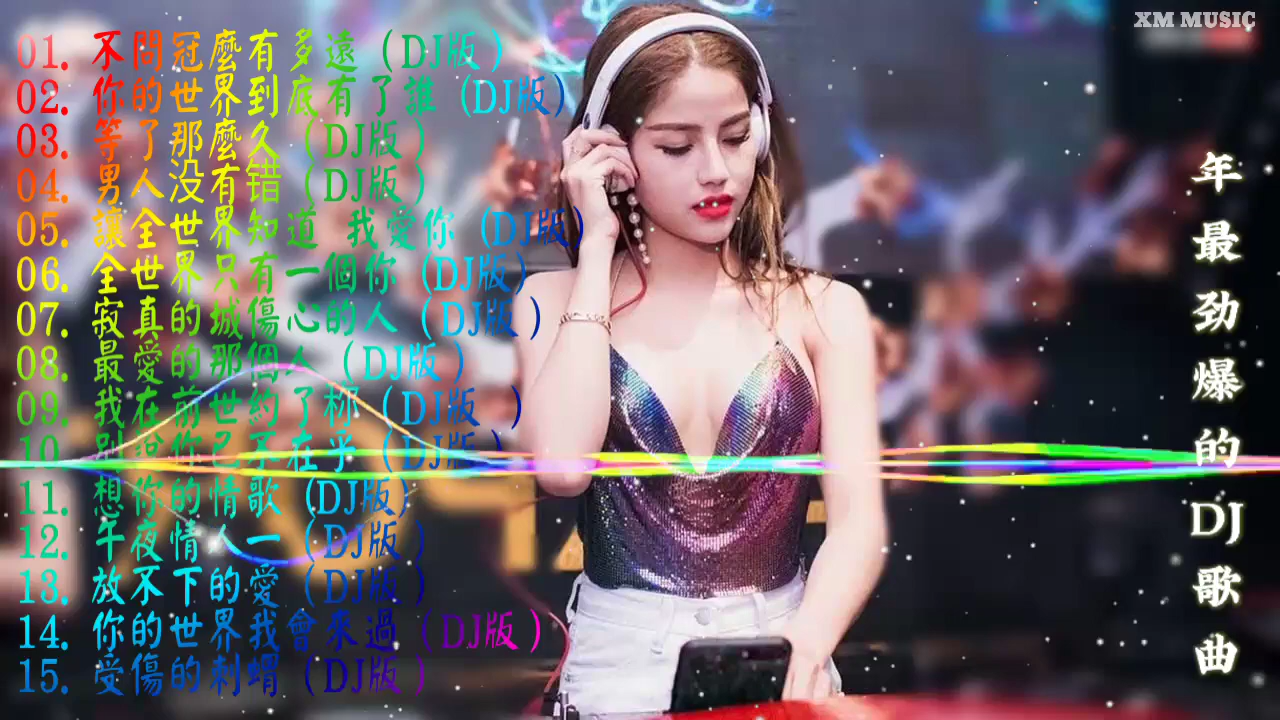 XM MUSIC
01. 不問冠麼有多遠 (DJ版)
02. 你的世界到底有了誰 (DJ版)
03. 等了那麼久 (DJ版)
04. 男人没有错 (DJ版)
05. 讓全世界知道 我愛你 (DJ版)
06. 全世界只有一個你 (DJ版)
07. 寂真的城傷心的人 (DJ版)
08. 最愛的那個人 (DJ版)
09. 我在前世約了栁 (DJ版 )
10. 別說你已不在乎 (DJ版)
11. 想你的情歌 (DJ版)
12. 午夜情人一 (DJ版)
13. 放不下的愛 (DJ版)
14. 你的世界我會來過 (DJ版)
15. 受傷的刺蝟 (DJ版)
年最劲爆的DJ歌曲